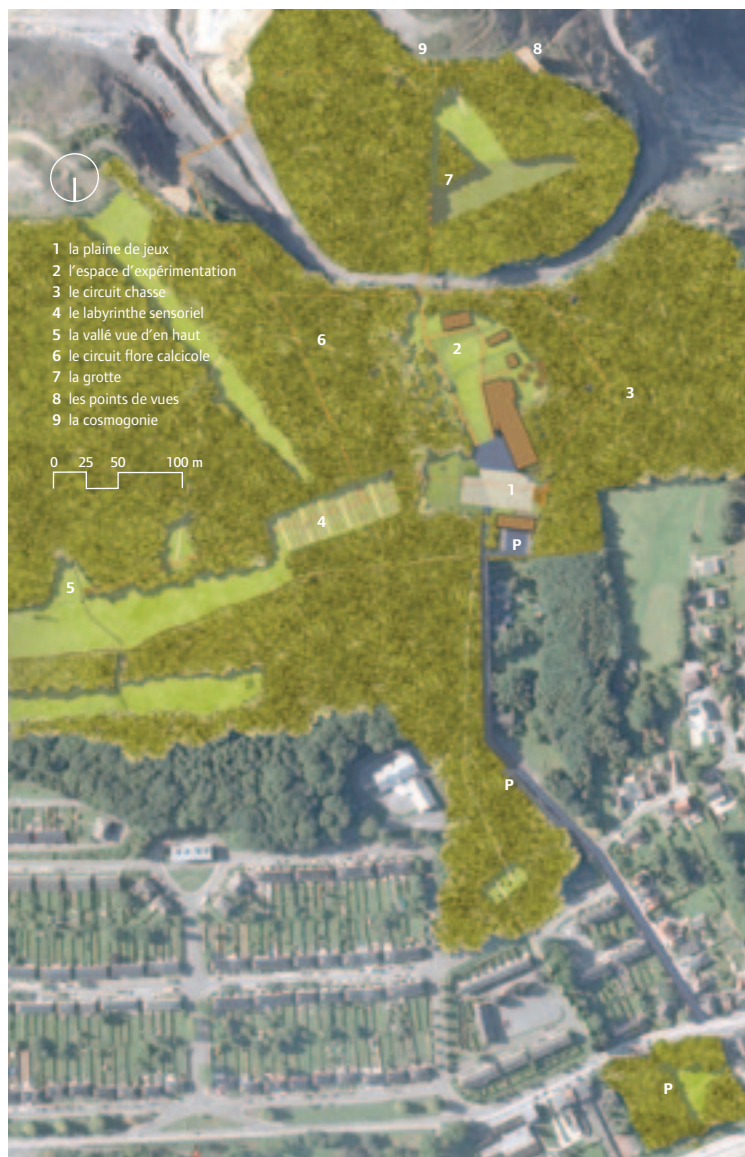 9
8
7
1 la plaine de jeux
2 l'espace d'expérimentation
3 le circuit chasse
4 le labyrinthe sensoriel
5 la vallé vue d'en haut
6 le circuit flore calcicole
7 la grotte
8 les points de vues
9 la cosmogonie
6
2
3
0 25 50 100 m
1
4
P
5
P
P